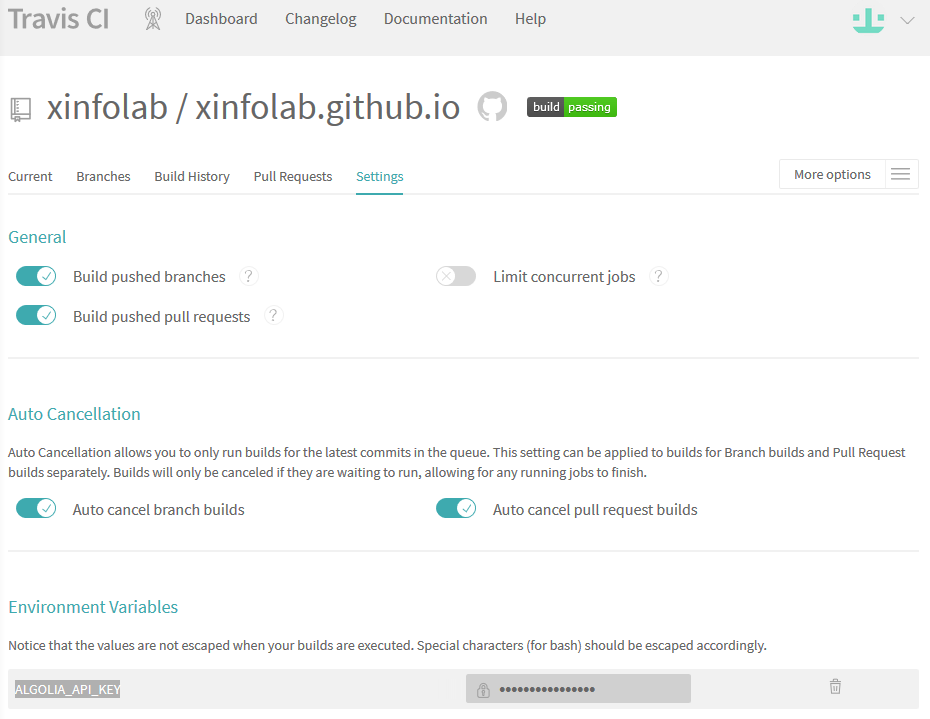 Travis CI Dashboard Changelog Documentation Help
xinfolab / xinfolab.github.io build passing
Current Branches Build History Pull Requests Settings More options
General
Build pushed branches ? Limit concurrent jobs ?
Build pushed pull requests ?
Auto Cancellation
Auto Cancellation allows you to only run builds for the latest commits in the queue. This setting can be applied to builds for Branch builds and Pull Request
builds separately. Builds will only be canceled if they are waiting to run, allowing for any running jobs to finish.
Auto cancel branch builds Auto cancel pull request builds
Environment Variables
Notice that the values are not escaped when your builds are executed. Special characters (for bash) should be escaped accordingly.
ALGOLIA_API_KEY ••••••••••••••••